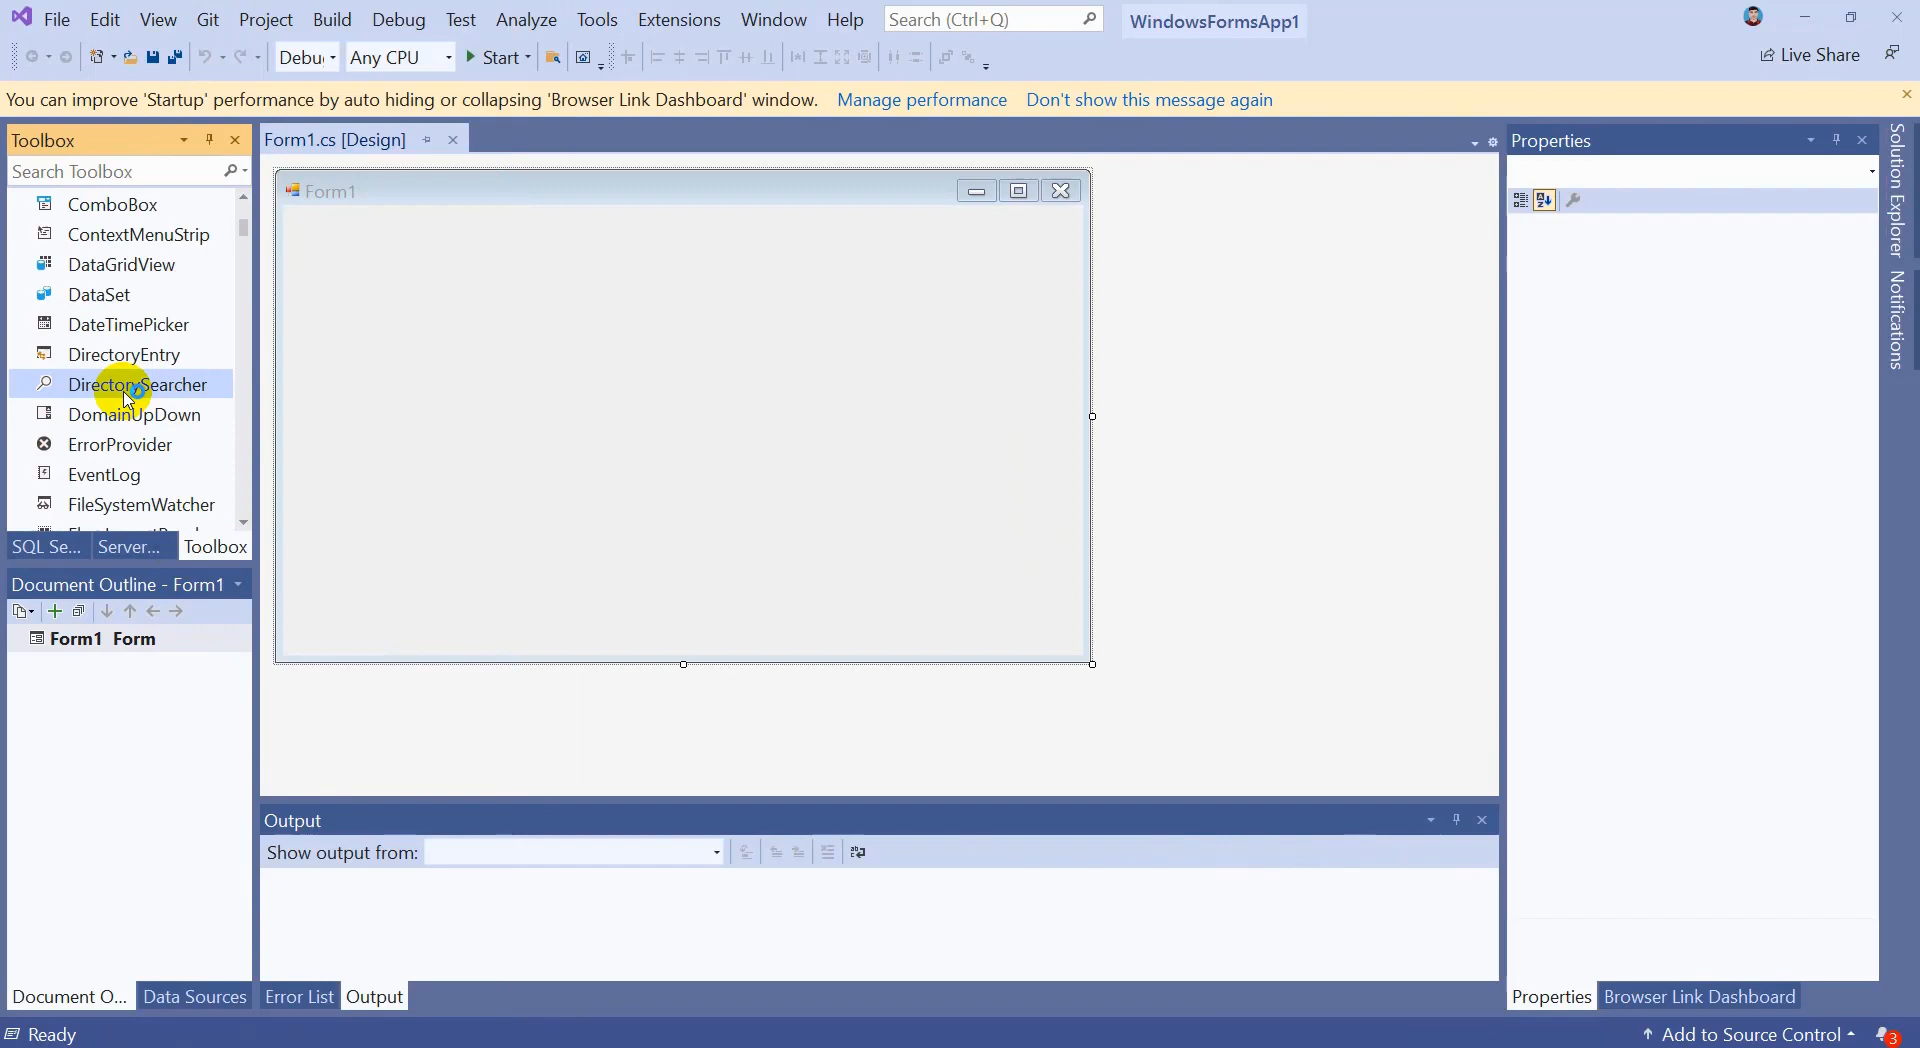 File Edit View Git Project Build Debug Test Analyze Tools Extensions Window Help Search (Ctrl+Q) WindowsFormsApp1
Any CPU Start Live Share
You can improve 'Startup' performance by auto hiding or collapsing 'Browser Link Dashboard' window. Manage performance Don't show this message again
Toolbox
Search Toolbox
ComboBox
ContextMenuStrip
DataGridView
DataSet
DateTimePicker
DirectoryEntry
DirectorySearcher
DomainUpDown
ErrorProvider
EventLog
FileSystemWatcher
SQL Se... Server... Toolbox
Document Outline - Form1
Form1 Form
Document O... Data Sources
Form1.cs [Design]
Form1
Output
Show output from:
Error List Output
Properties
Properties Browser Link Dashboard
Solution Explorer
Notifications
Ready Add to Source Control 3